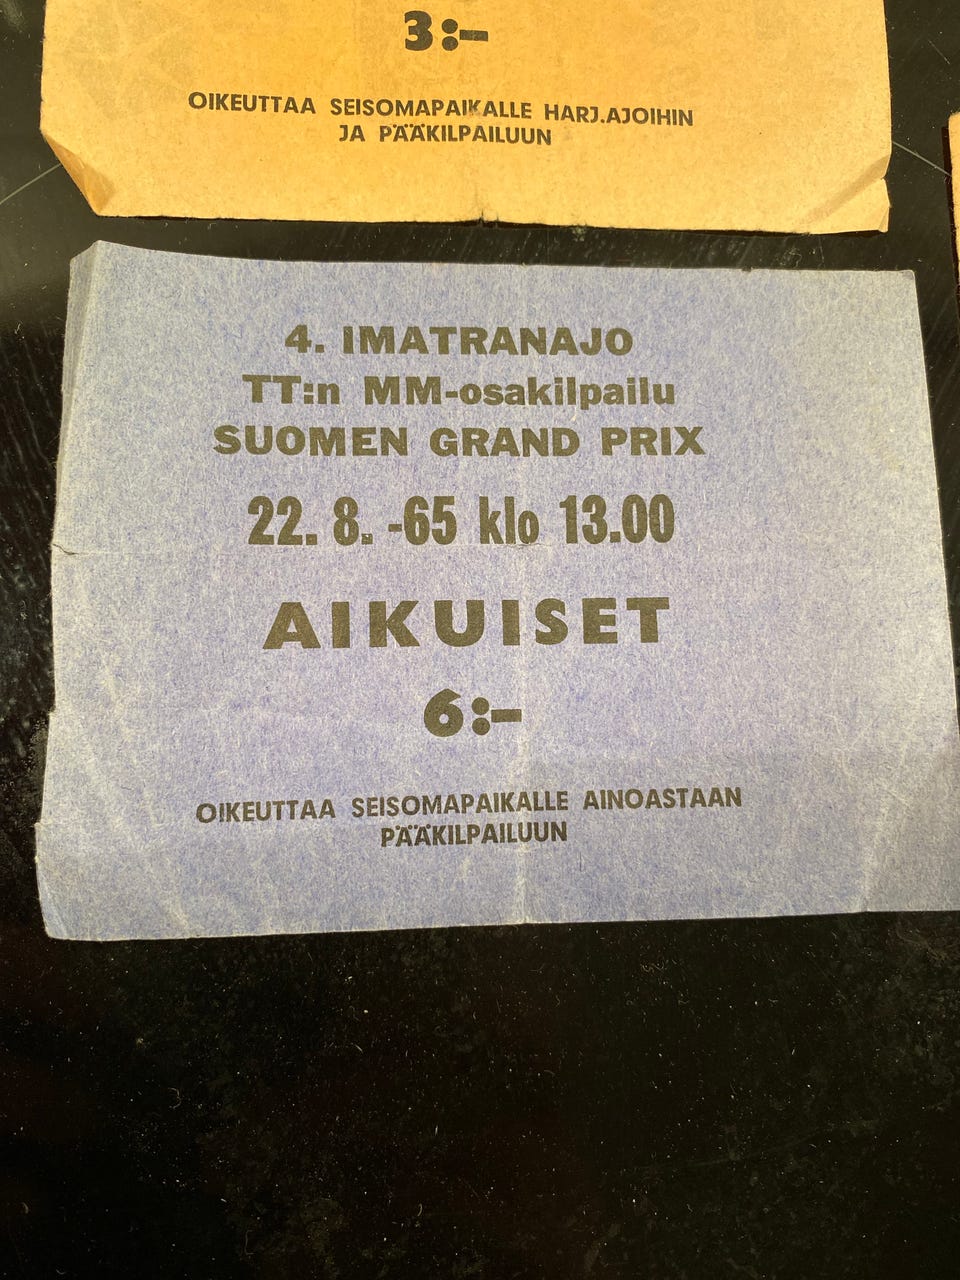 3:-
OIKEUTTAA SEISOMAPAIKALLE HARJ.AJOIHIN
JA PÄÄKILPAILUUN
4. IMATRANAJO
TT:n MM-osakilpailu
SUOMEN GRAND PRIX
22. 8. -65 klo 13.00
AIKUISET
6:-
OIKEUTTAA SEISOMAPAIKALLE AINOASTAAN
PÄÄKILPAILUUN